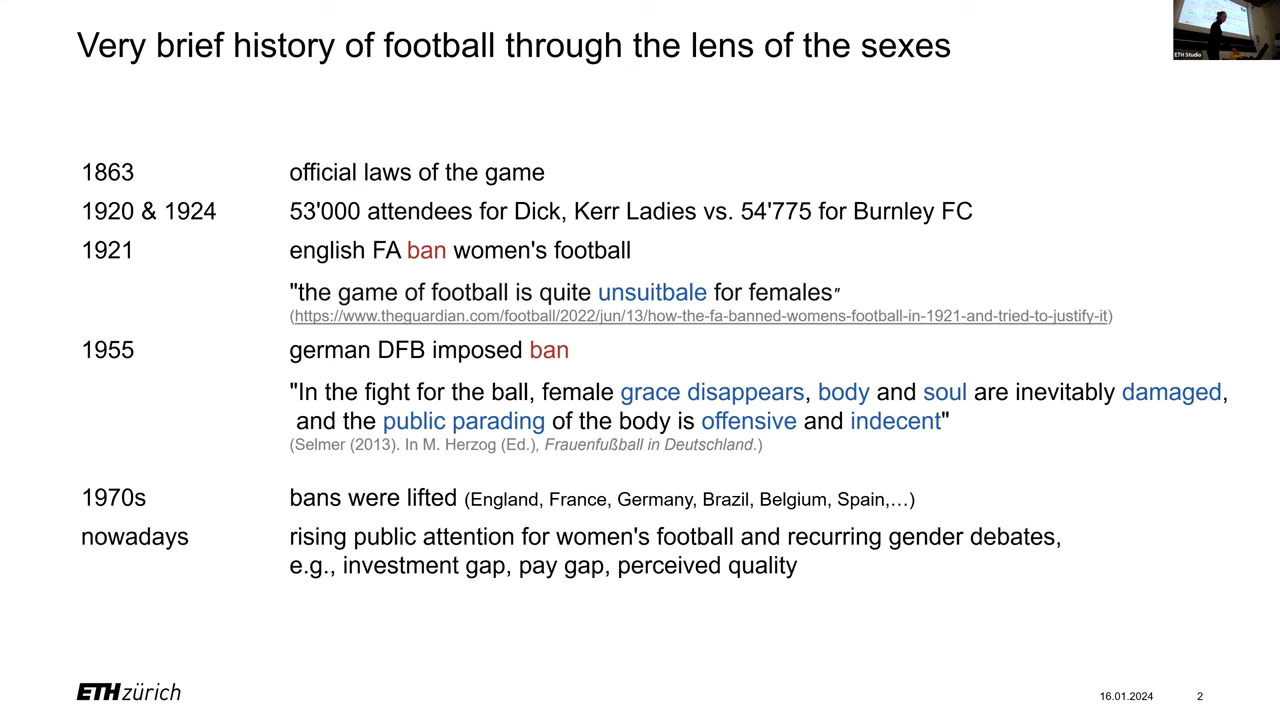 Very brief history of football through the lens of the sexes
ETH Studio
1863 official laws of the game
1920 & 1924 53'000 attendees for Dick, Kerr Ladies vs. 54'775 for Burnley FC
1921 english FA ban women's football
"the game of football is quite unsuitbale for females"
(https://www.theguardian.com/football/2022/jun/13/how-the-fa-banned-womens-football-in-1921-and-tried-to-justify-it)
1955 german DFB imposed ban
"In the fight for the ball, female grace disappears, body and soul are inevitably damaged,
and the public parading of the body is offensive and indecent"
(Selmer (2013). In M. Herzog (Ed.), Frauenfußball in Deutschland.)
1970s bans were lifted (England, France, Germany, Brazil, Belgium, Spain,…)
nowadays rising public attention for women's football and recurring gender debates,
e.g., investment gap, pay gap, perceived quality
ETH zürich
16.01.2024 2